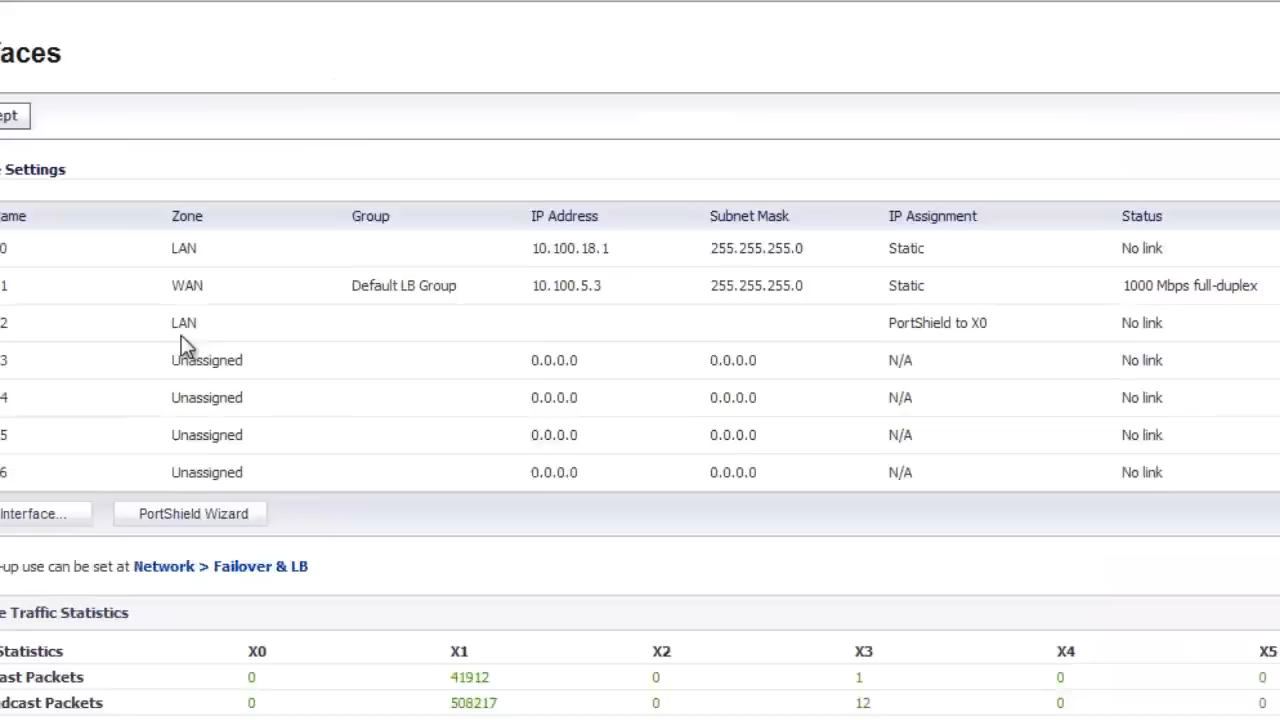 faces
ept
e Settings
ame Zone Group IP Address Subnet Mask IP Assignment Status
0 LAN 10.100.18.1 255.255.255.0 Static No link
1 WAN Default LB Group 10.100.5.3 255.255.255.0 Static 1000 Mbps full-duplex
2 LAN PortShield to X0 No link
3 Unassigned 0.0.0.0 0.0.0.0 N/A No link
4 Unassigned 0.0.0.0 0.0.0.0 N/A No link
5 Unassigned 0.0.0.0 0.0.0.0 N/A No link
6 Unassigned 0.0.0.0 0.0.0.0 N/A No link
Interface... PortShield Wizard
-up use can be set at Network > Failover & LB
e Traffic Statistics
Statistics X0 X1 X2 X3 X4 X5
ast Packets 0 41912 0 1 0 0
dcast Packets 0 508217 0 12 0 0